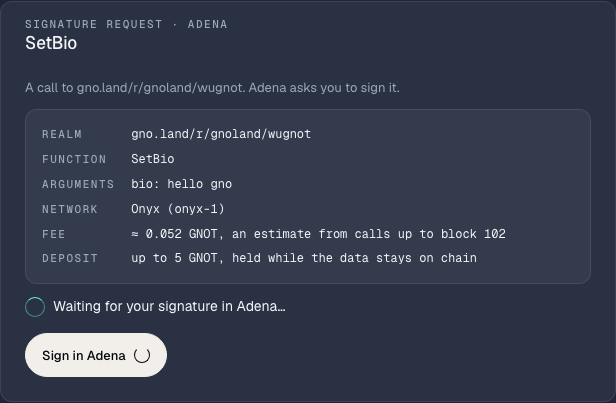 SIGNATURE REQUEST · ADENA
SetBio
A call to gno.land/r/gnoland/wugnot. Adena asks you to sign it.
REALM gno.land/r/gnoland/wugnot
FUNCTION SetBio
ARGUMENTS bio: hello gno
NETWORK Onyx (onyx-1)
FEE ≈ 0.052 GNOT, an estimate from calls up to block 102
DEPOSIT up to 5 GNOT, held while the data stays on chain
Waiting for your signature in Adena…
Sign in Adena